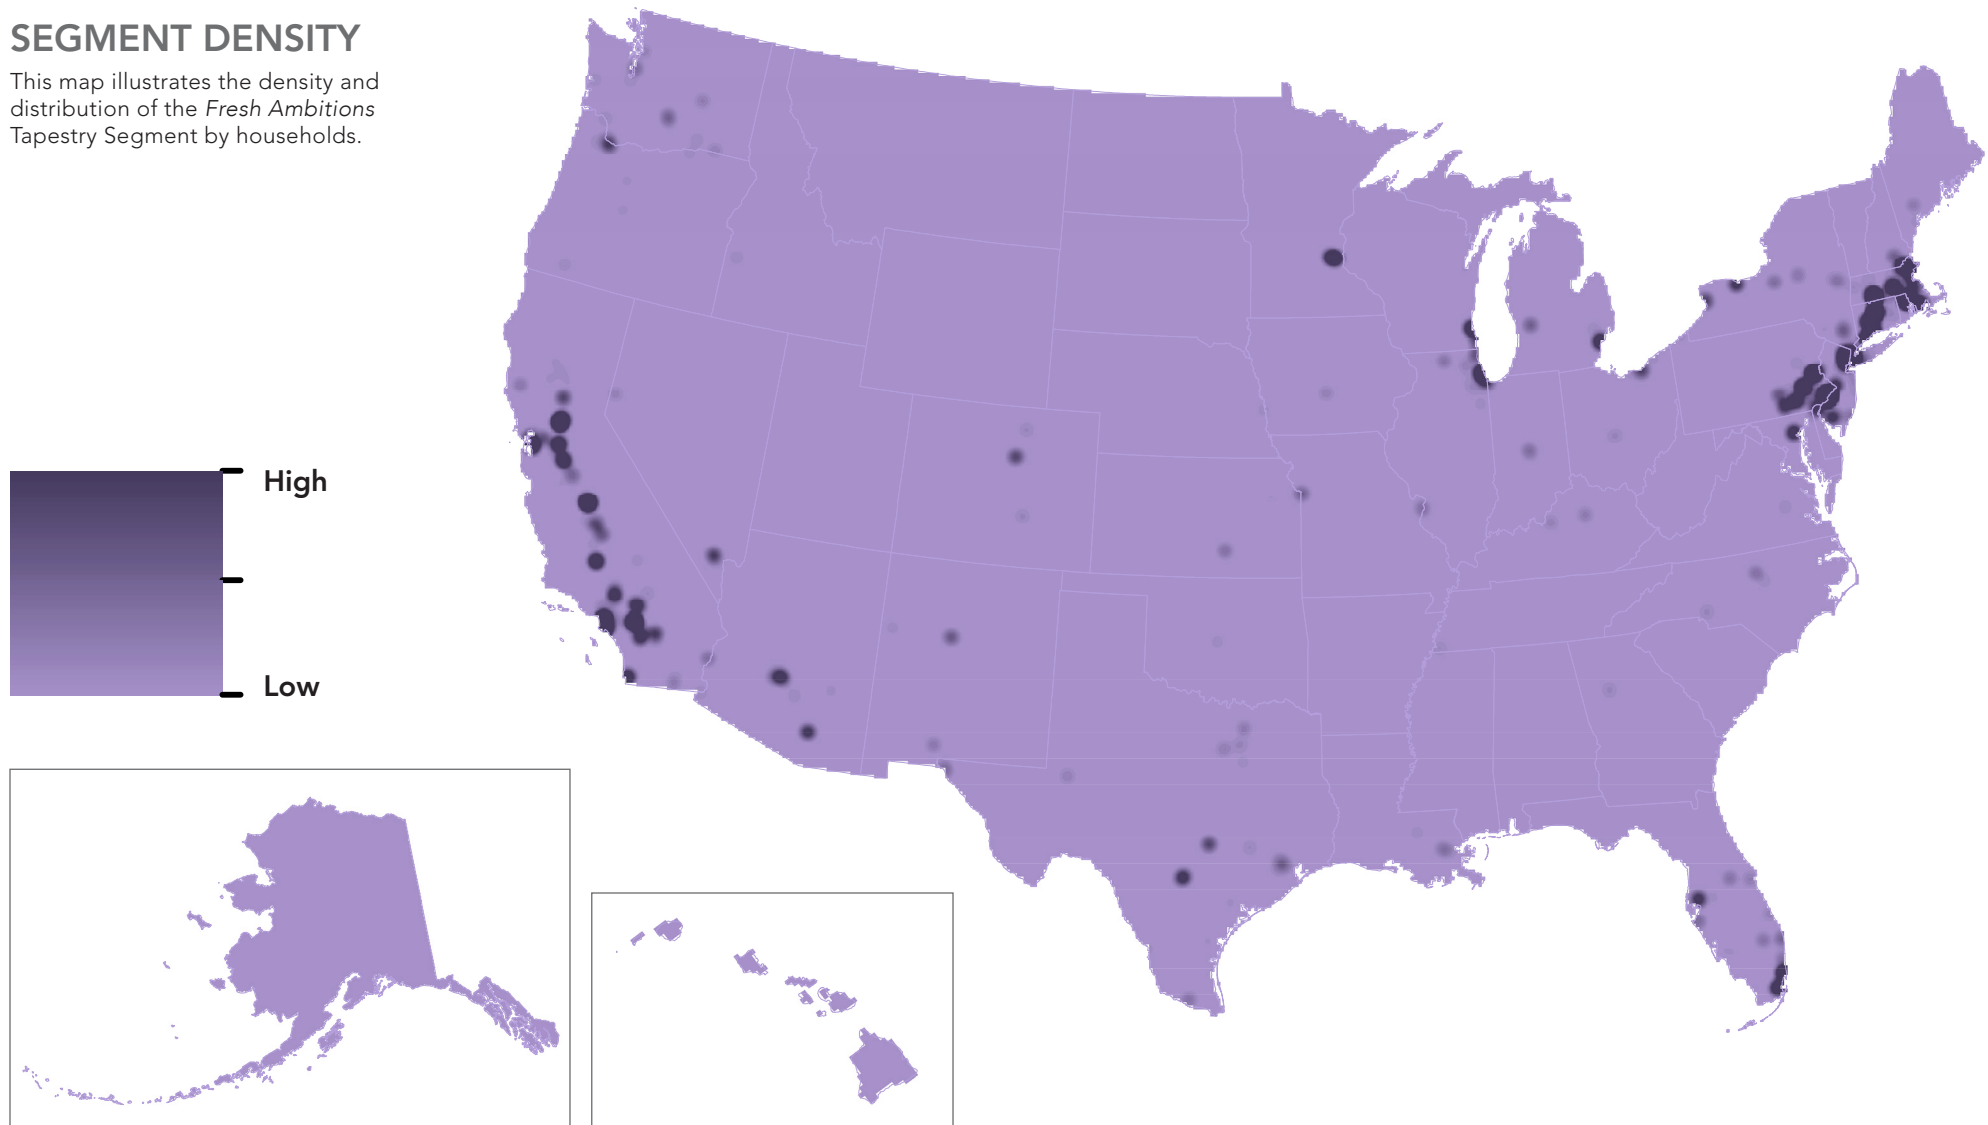 SEGMENT DENSITY
This map illustrates the density and
distribution of the Fresh Ambitions
Tapestry Segment by households.
High
Low